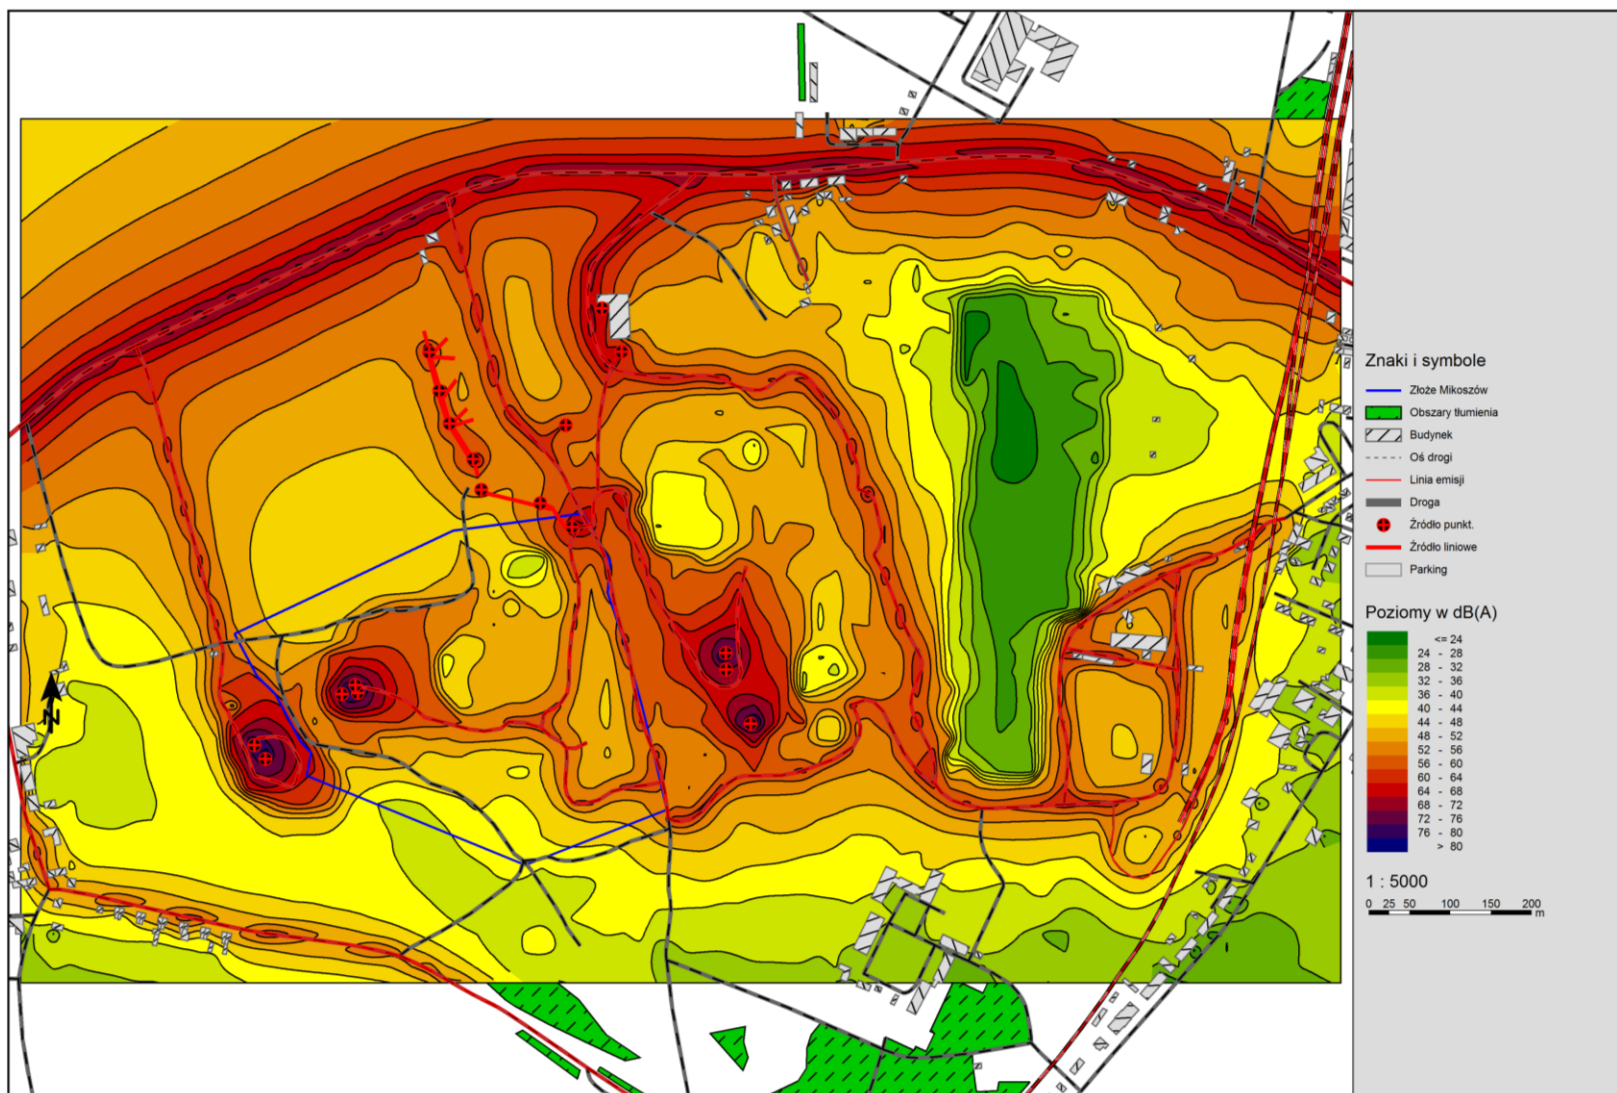 N
Znaki i symbole
Złoże Mikoszów
Obszary tłumienia
Budynek
Oś drogi
Linia emisji
Droga
Źródło punkt.
Źródło liniowe
Parking
Poziomy w dB(A)
<= 24
24 - 28
28 - 32
32 - 36
36 - 40
40 - 44
44 - 48
48 - 52
52 - 56
56 - 60
60 - 64
64 - 68
68 - 72
72 - 76
76 - 80
> 80
1 : 5000
0 25 50 100 150 200
m